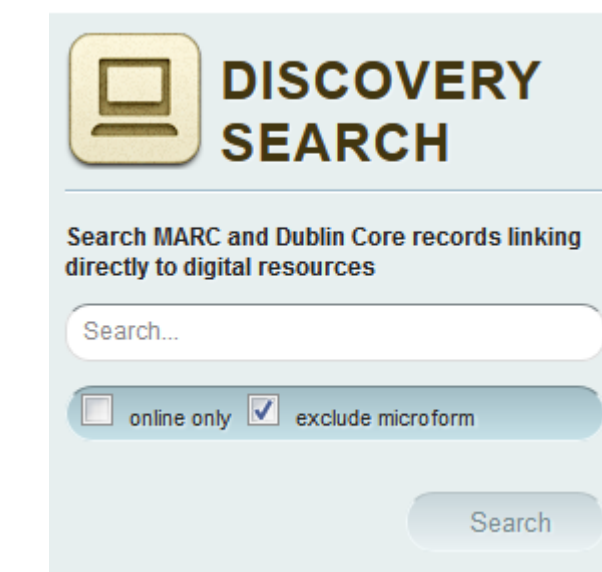 DISCOVERY
SEARCH
Search MARC and Dublin Core records linking
directly to digital resources
Search...
online only exclude microform
Search